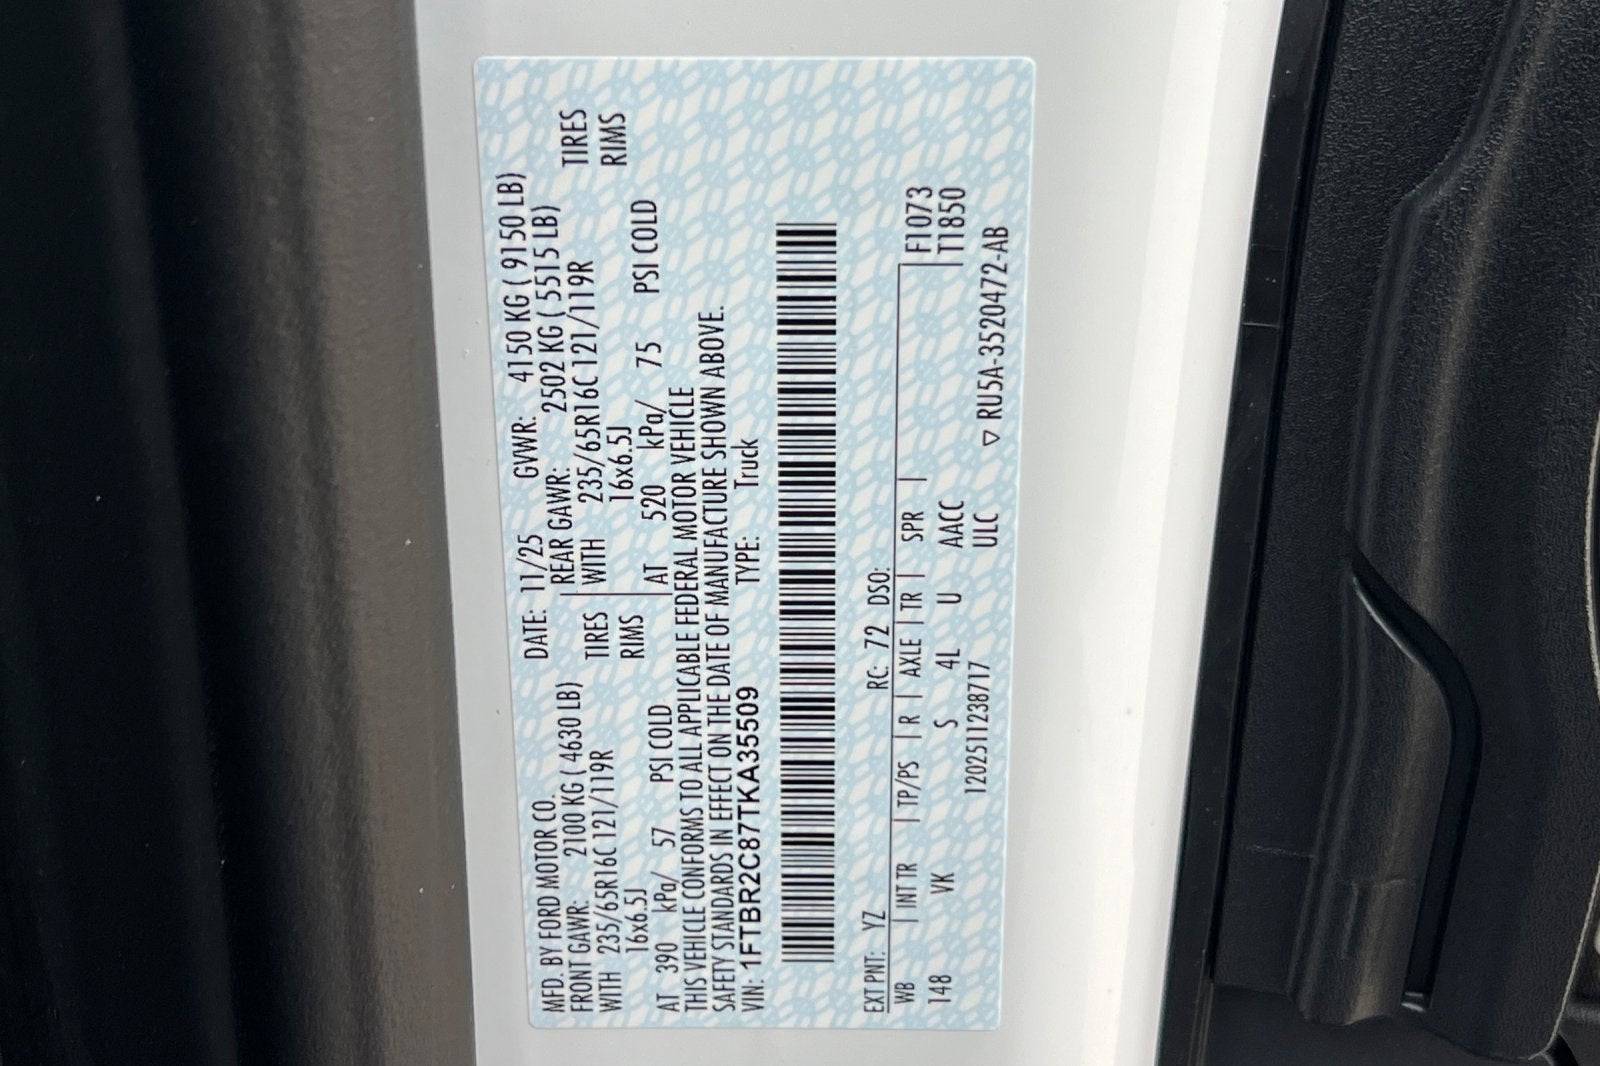 MFD. BY FORD MOTOR CO. DATE: 11/25 GVWR: 4150 KG ( 9150 LB)
FRONT GAWR: 2100 KG ( 4630 LB) REAR GAWR: 2502 KG ( 5515 LB)
WITH 235/65R16C 121/119R TIRES WITH 235/65R16C 121/119R TIRES
16x6.5J RIMS 16x6.5J RIMS
AT 390 kPa/ 57 PSI COLD AT 520 kPa/ 75 PSI COLD
THIS VEHICLE CONFORMS TO ALL APPLICABLE FEDERAL MOTOR VEHICLE
SAFETY STANDARDS IN EFFECT ON THE DATE OF MANUFACTURE SHOWN ABOVE.
VIN: 1FTBR2C87TKA35509 TYPE: Truck
EXT PNT: YZ RC: 72 DSO:
WB | INT TR | TP/PS | R | AXLE | TR | SPR | F1073
148 VK S 4L U AACC T1850
1202511238717 ULC
▽ RU5A-3520472-AB